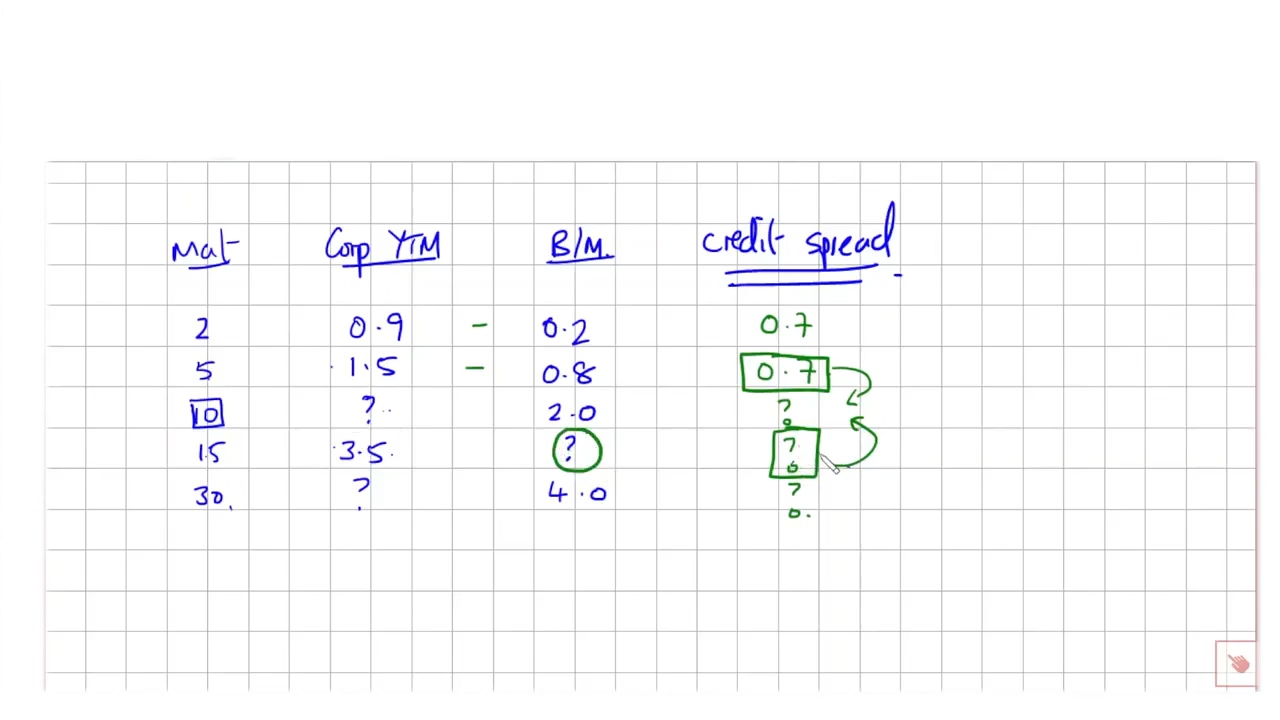 Mat Corp YTM B/M. Credit spread
2 0.9 - 0.2 0.7
5 1.5 - 0.8 0.7
10 ? 2.0 ?
15 3.5 ? ?
30. ? 4.0 ?